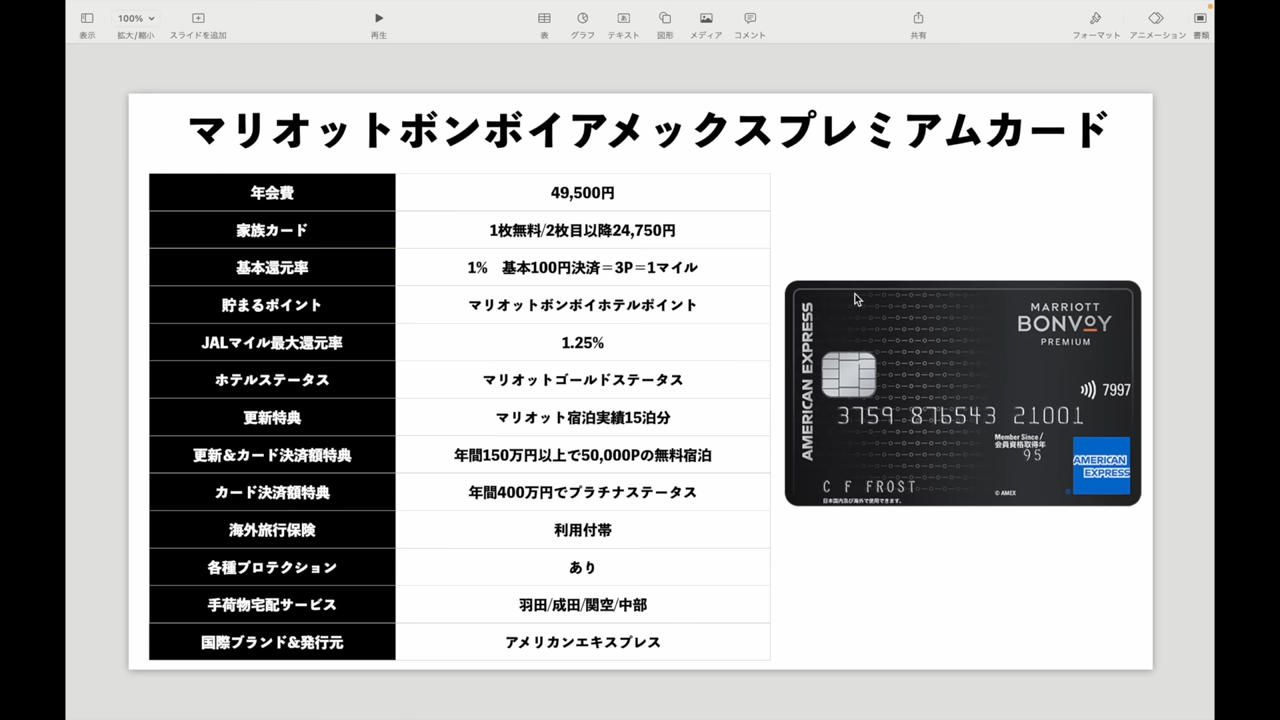 100%
表示
拡大/縮小
スライドを追加
再生
表
グラフ
テキスト
図形
メディア
コメント
共有
フォーマット
アニメーション
書類
マリオットボンボイアメックスプレミアムカード
年会費 49,500円
家族カード 1枚無料/2枚目以降24,750円
基本還元率 1% 基本100円決済=3P=1マイル
貯まるポイント マリオットボンボイホテルポイント
JALマイル最大還元率 1.25%
ホテルステータス マリオットゴールドステータス
更新特典 マリオット宿泊実績15泊分
更新&カード決済額特典 年間150万円以上で50,000Pの無料宿泊
カード決済額特典 年間400万円でプラチナステータス
海外旅行保険 利用付帯
各種プロテクション あり
手荷物宅配サービス 羽田/成田/関空/中部
国際ブランド&発行元 アメリカンエキスプレス
AMERICAN EXPRESS
MARRIOTT
BONVOY
PREMIUM
7997
3759 876543 21001
Member Since /
会員資格取得年
95
AMERICAN
EXPRESS
C F FROST
日本国内及び海外で使用できます。
© AMEX